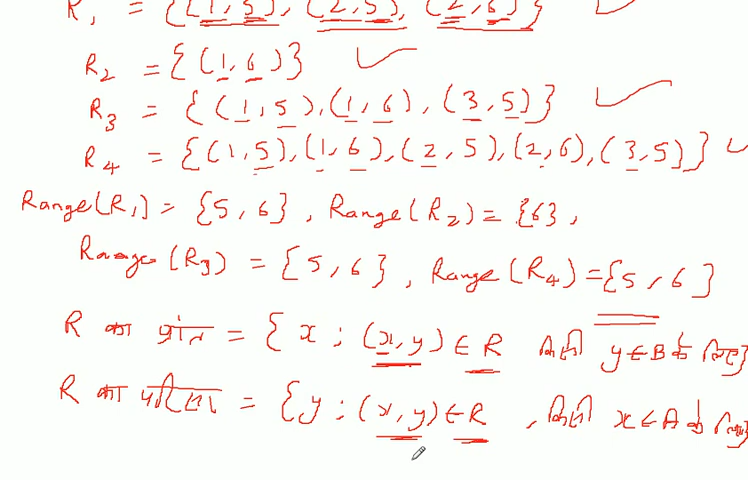 R₁ = {(1,5), (2,5), (2,6)}
R₂ = {(1,6)}
R₃ = {(1,5),(1,6),(3,5)}
R₄ = {(1,5),(1,6),(2,5),(2,6),(3,5)}
Range(R₁) = {5,6}, Range(R₂) = {6},
Range(R₃) = {5,6}, Range(R₄) = {5,6}
R का प्रांत = {x ; (x,y) ∈ R किसी y ∈ B के लिए}
R का परिसर = {y ; (x,y) ∈ R , किसी x ∈ A के लिए}